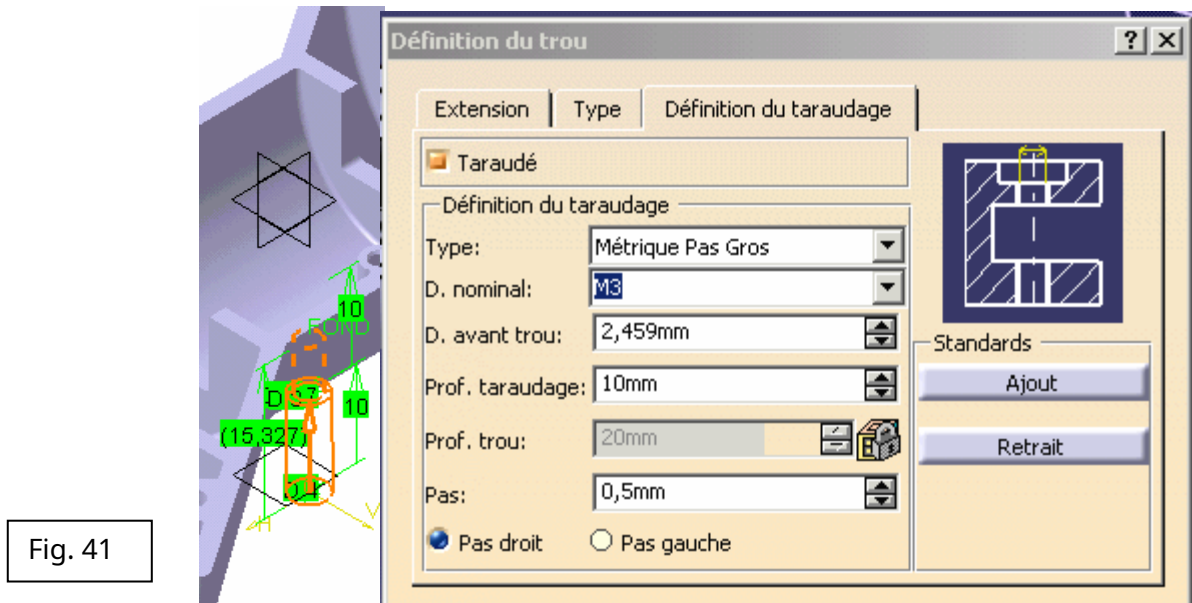 Définition du trou
Extension
Type
Définition du taraudage
Taraudé
Définition du taraudage
Type: Métrique Pas Gros
D. nominal: M3
D. avant trou: 2,459mm
Prof. taraudage: 10mm
Prof. trou: 20mm
Pas: 0,5mm
Pas droit
Pas gauche
Standards
Ajout
Retrait
10
FOND
10
(15,327)
H
V
Fig. 41